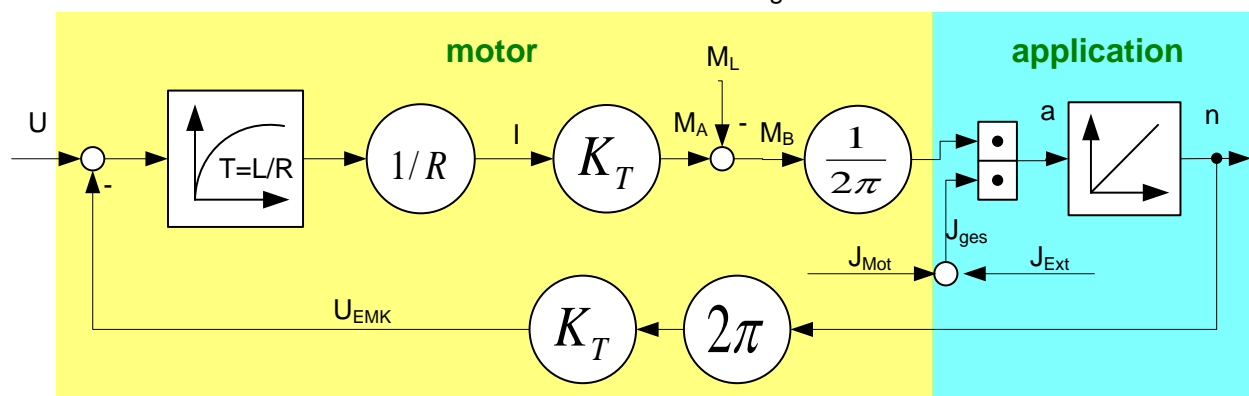 motor
application
U
T=L/R
1/R
I
K_T
M_A
M_L
-
M_B
1
2π
a
n
-
J_ges
J_Mot
J_Ext
U_EMK
K_T
2π